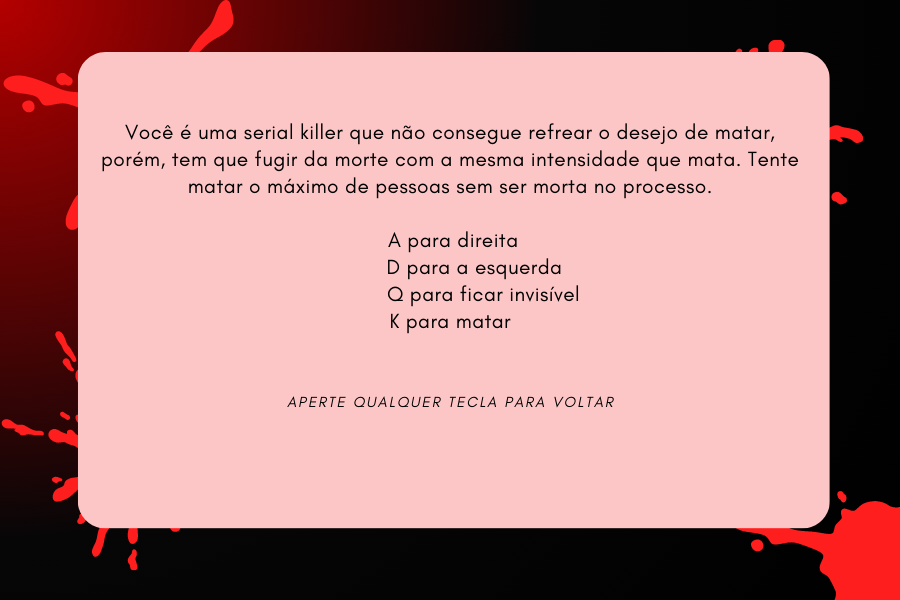 Você é uma serial killer que não consegue refrear o desejo de matar,
porém, tem que fugir da morte com a mesma intensidade que mata. Tente
matar o máximo de pessoas sem ser morta no processo.
A para direita
D para a esquerda
Q para ficar invisível
K para matar
APERTE QUALQUER TECLA PARA VOLTAR